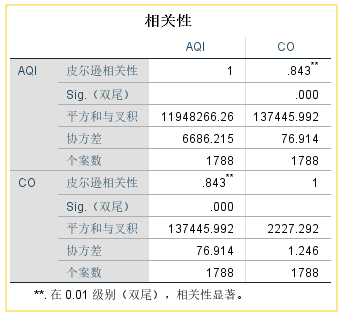 相关性
AQI CO
AQI 皮尔逊相关性 1 .843**
Sig.（双尾） .000
平方和与叉积 11948266.26 137445.992
协方差 6686.215 76.914
个案数 1788 1788
CO 皮尔逊相关性 .843** 1
Sig.（双尾） .000
平方和与叉积 137445.992 2227.292
协方差 76.914 1.246
个案数 1788 1788
**. 在 0.01 级别（双尾），相关性显著。